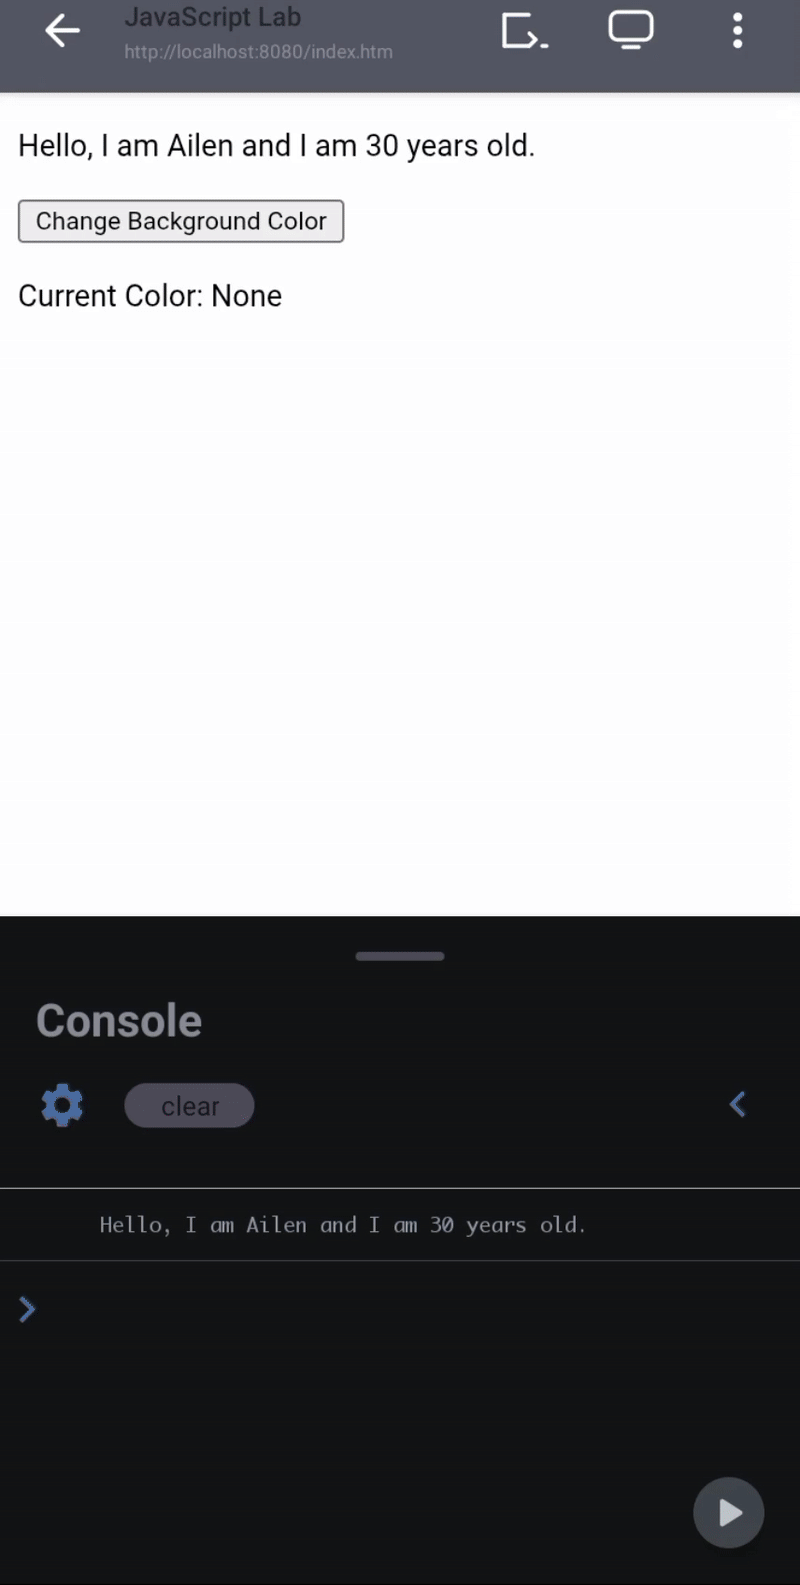 JavaScript Lab
http://localhost:8080/index.htm
Hello, I am Ailen and I am 30 years old.
Change Background Color
Current Color: None
Console
clear
Hello, I am Ailen and I am 30 years old.